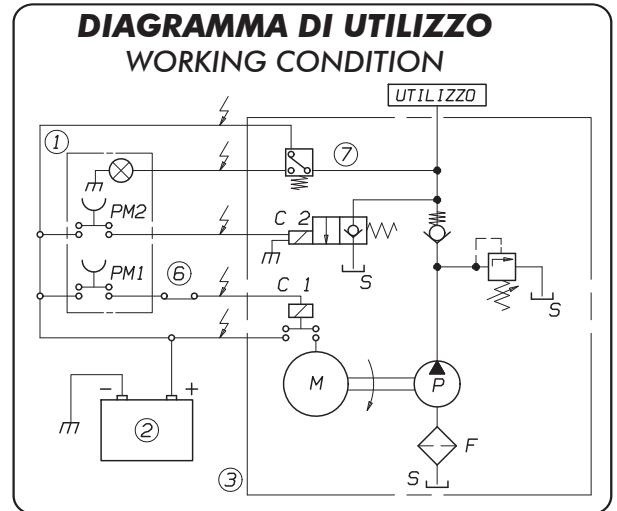 DIAGRAMMA DI UTILIZZO
WORKING CONDITION
UTILIZZO
1
7
PM2
C 2
S
PM1
6
C 1
S
M
P
- +
2
F
3
S